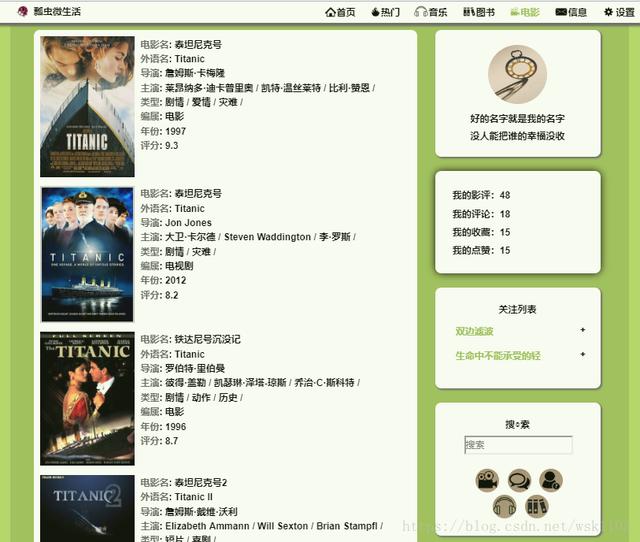 瓢虫微生活
首页 热门 音乐 图书 电影 信息 设置
电影名: 泰坦尼克号
外语名: Titanic
导演: 詹姆斯·卡梅隆
主演: 莱昂纳多·迪卡普里奥 / 凯特·温丝莱特 / 比利·赞恩 /
类型: 剧情 / 爱情 / 灾难 /
编属: 电影
年份: 1997
评分: 9.3
TITANIC
电影名: 泰坦尼克号
外语名: Titanic
导演: Jon Jones
主演: 大卫·卡尔德 / Steven Waddington / 李·罗斯 /
类型: 剧情 / 灾难 /
编属: 电视剧
年份: 2012
评分: 8.2
TITANIC
电影名: 铁达尼号沉没记
外语名: Titanic
导演: 罗伯特·里伯曼
主演: 彼得·盖勒 / 凯瑟琳·泽塔-琼斯 / 乔治·C·斯科特 /
类型: 剧情 / 动作 / 历史 /
编属: 电影
年份: 1996
评分: 8.7
FULL SCREEN
The TITANIC
电影名: 泰坦尼克号2
外语名: Titanic II
导演: 詹姆斯·戴维·沃利
主演: Elizabeth Ammann / Will Sexton / Brian Stampfl /
类型: 短片 / 喜剧 /
TITANIC 2
好的名字就是我的名字
没人能把谁的幸福没收
我的影评: 48
我的评论: 18
我的收藏: 15
我的点赞: 15
关注列表
双边滤波 +
生命中不能承受的轻 +
搜¢索
搜索